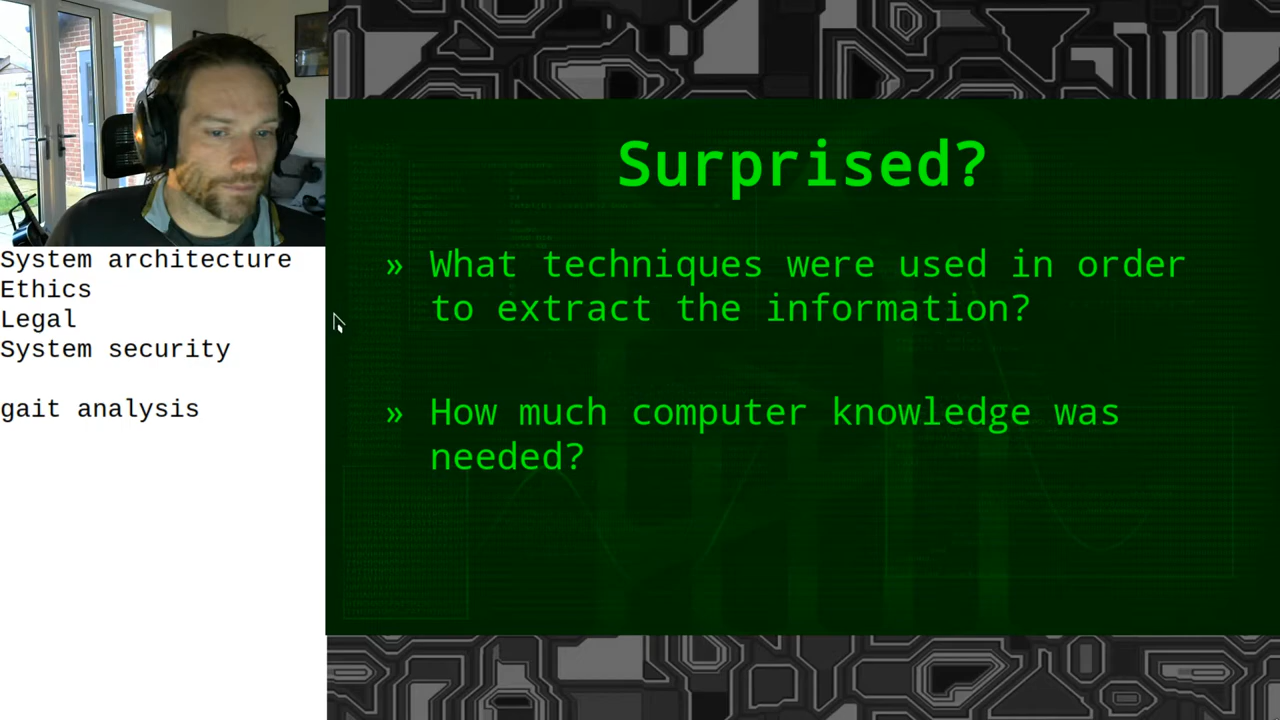 System architecture
Ethics
Legal
System security
gait analysis
Surprised?
» What techniques were used in order
to extract the information?
» How much computer knowledge was
needed?